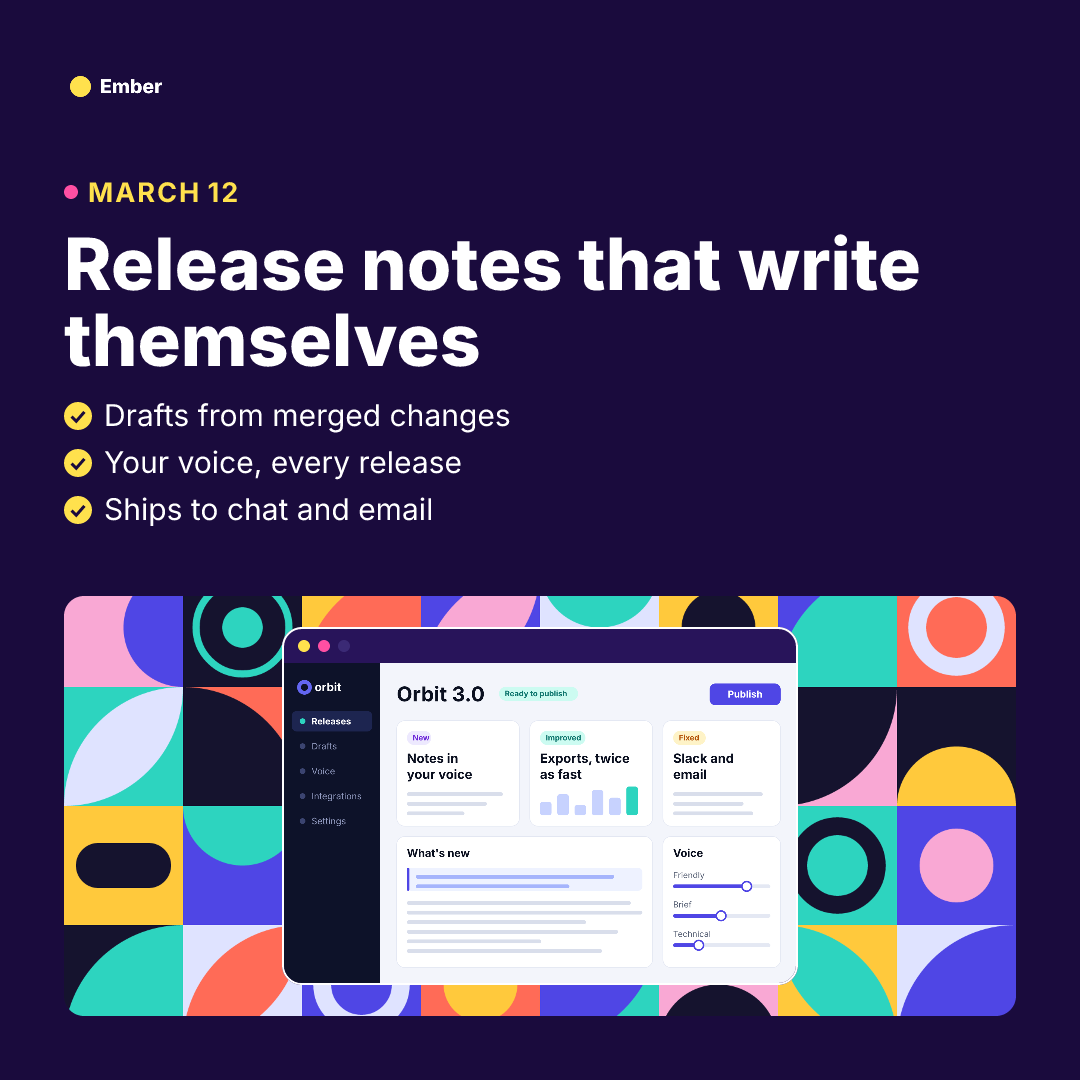 Ember
MARCH 12
Release notes that write
themselves
Drafts from merged changes
Your voice, every release
Ships to chat and email
orbit
Releases
Drafts
Voice
Integrations
Settings
Orbit 3.0
Ready to publish
Publish
New
Notes in
your voice
Improved
Exports, twice
as fast
Fixed
Slack and
email
What's new
Voice
Friendly
Brief
Technical